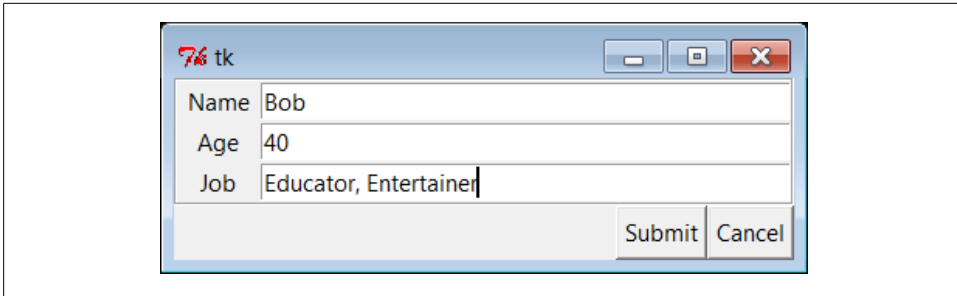 tk
Name Bob
Age 40
Job Educator, Entertainer
Submit Cancel